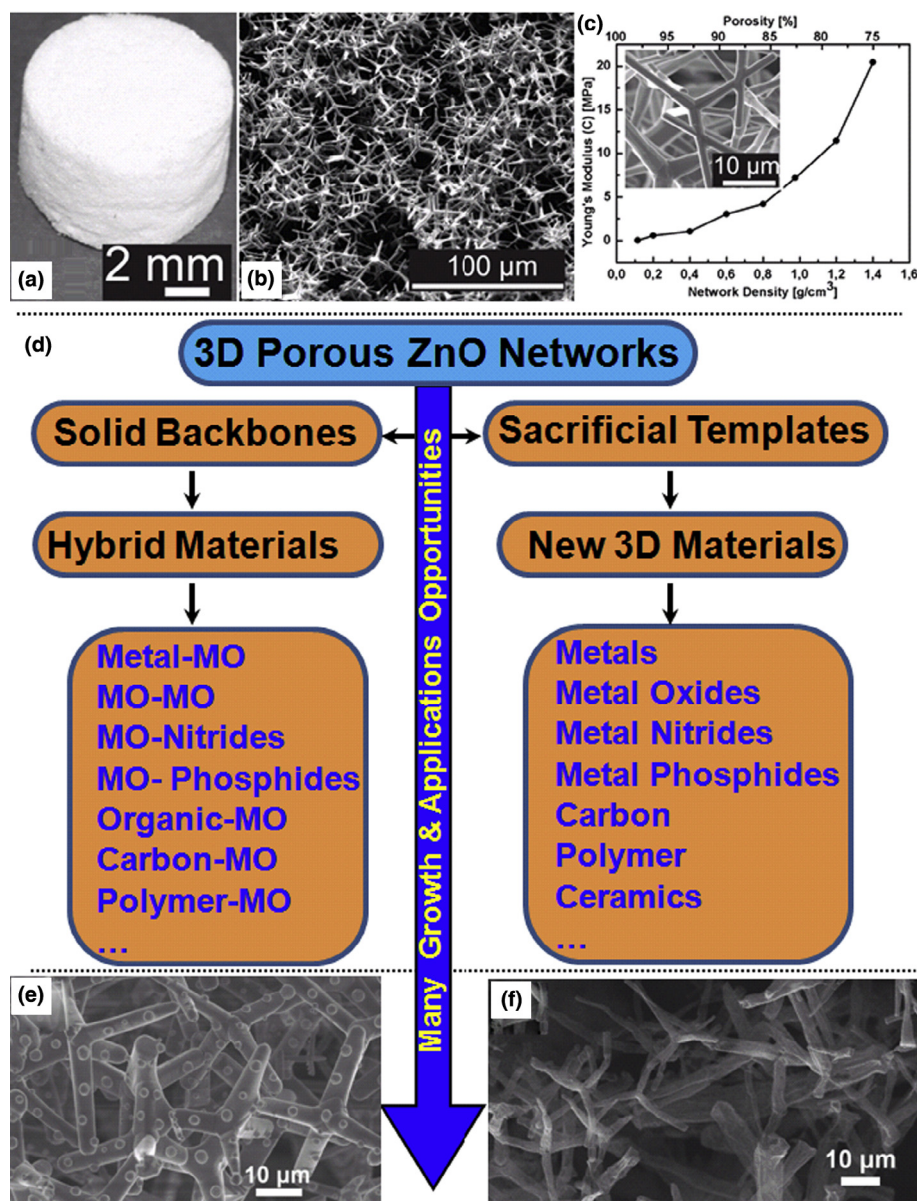 (a)
2 mm
(b)
100 µm
(c)
Porosity [%]
100 95 90 85 80 75
Young's Modulus (C) [MPa]
20
15
10
5
0
10 µm
0,0 0,2 0,4 0,6 0,8 1,0 1,2 1,4 1,6
Network Density [g/cm³]
(d)
3D Porous ZnO Networks
Solid Backbones
Sacrificial Templates
Hybrid Materials
New 3D Materials
Many Growth & Applications Opportunities
Metal-MO
MO-MO
MO-Nitrides
MO- Phosphides
Organic-MO
Carbon-MO
Polymer-MO
...
Metals
Metal Oxides
Metal Nitrides
Metal Phosphides
Carbon
Polymer
Ceramics
...
(e)
10 µm
(f)
10 µm